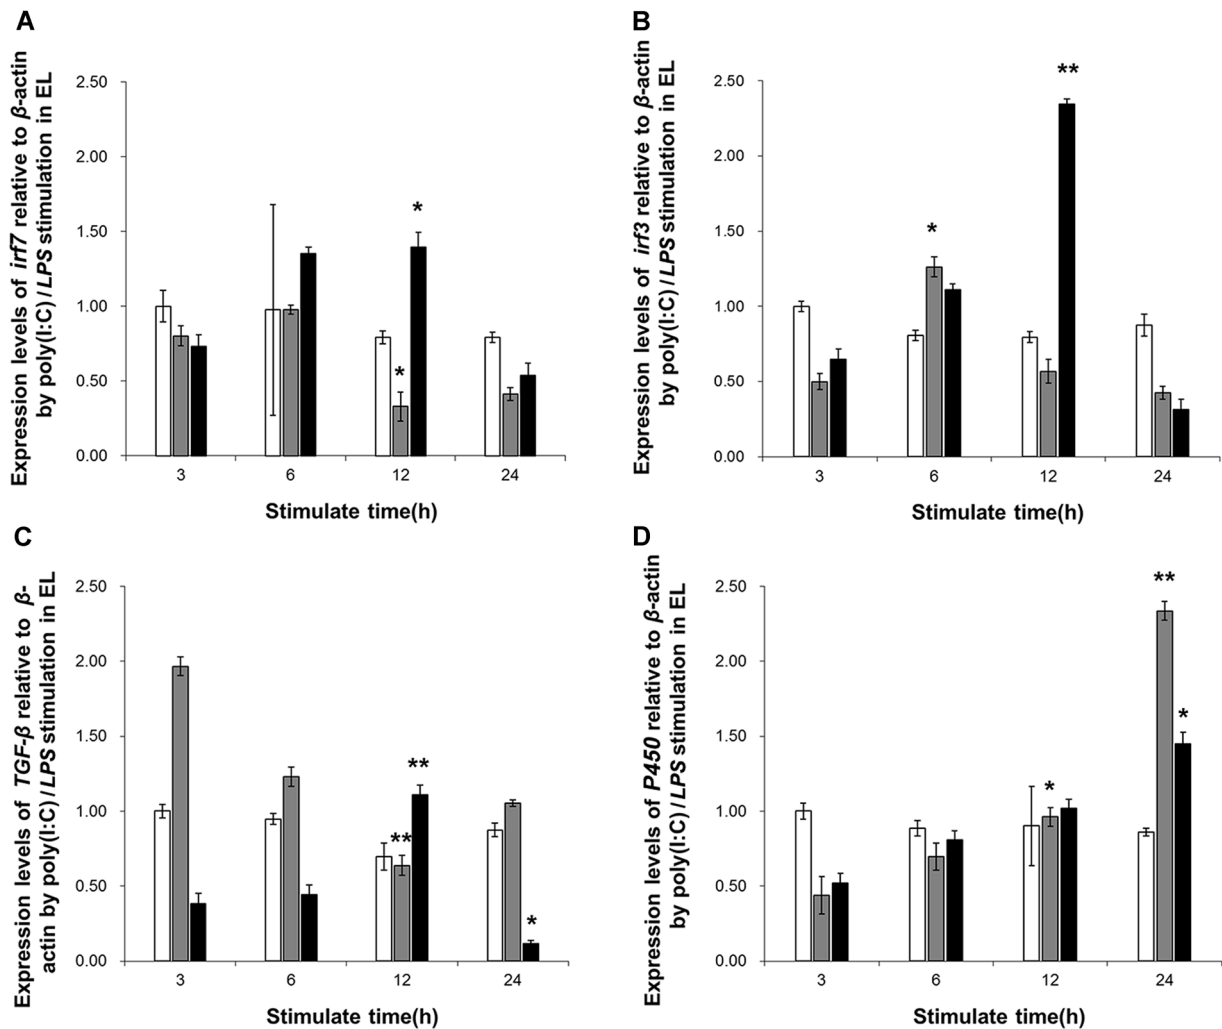 A
Expression levels of irf7 relative to β-actin
by poly(I:C)/LPS stimulation in EL
2.50
2.00
1.50
1.00
0.50
0.00
*
*
3 6 12 24
Stimulate time(h)
B
Expression levels of irf3 relative to β-actin
by poly(I:C)/LPS stimulation in EL
2.50
2.00
1.50
1.00
0.50
0.00
*
**
3 6 12 24
Stimulate time(h)
C
Expression levels of TGF-β relative to β-
actin by poly(I:C)/LPS stimulation in EL
2.50
2.00
1.50
1.00
0.50
0.00
**
**
*
3 6 12 24
Stimulate time(h)
D
Expression levels of P450 relative to β-actin
by poly(I:C)/LPS stimulation in EL
2.50
2.00
1.50
1.00
0.50
0.00
*
**
*
3 6 12 24
Stimulate time(h)